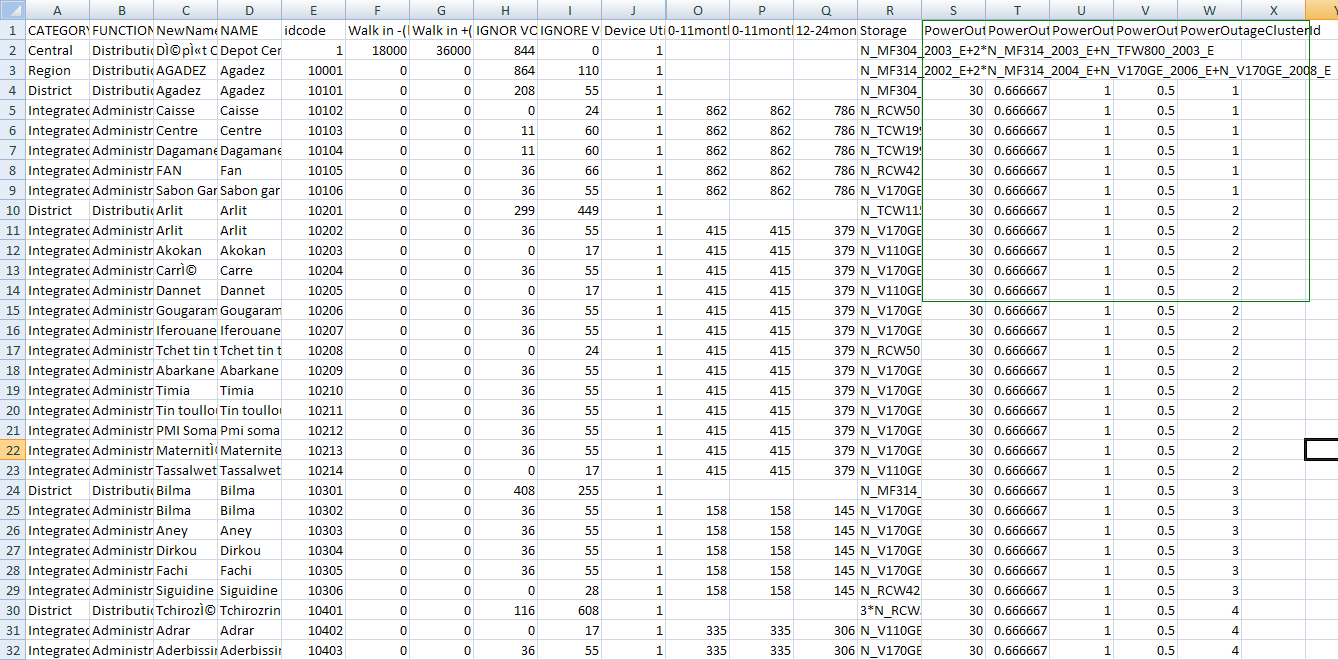 A B C D E F G H I J O P Q R S T U V W X
1 CATEGORY FUNCTION NewName NAME idcode Walk in -( Walk in +( IGNOR VC IGNORE V Device Uti 0-11month 0-11month 12-24mon Storage PowerOut PowerOut PowerOut PowerOut PowerOutageClusterId
2 Central Distributio DÌ©pì«t C Depot Cen 1 18000 36000 844 0 1 N_MF304_2003_E+2*N_MF314_2003_E+N_TFW800_2003_E
3 Region Distributio AGADEZ Agadez 10001 0 0 864 110 1 N_MF314_2002_E+2*N_MF314_2004_E+N_V170GE_2006_E+N_V170GE_2008_E
4 District Distributio Agadez Agadez 10101 0 0 208 55 1 N_MF304_ 30 0.666667 1 0.5 1
5 Integrated Administr Caisse Caisse 10102 0 0 0 24 1 862 862 786 N_RCW50 30 0.666667 1 0.5 1
6 Integrated Administr Centre Centre 10103 0 0 11 60 1 862 862 786 N_TCW199 30 0.666667 1 0.5 1
7 Integrated Administr Dagamane Dagamane 10104 0 0 11 60 1 862 862 786 N_TCW199 30 0.666667 1 0.5 1
8 Integrated Administr FAN Fan 10105 0 0 36 66 1 862 862 786 N_RCW42 30 0.666667 1 0.5 1
9 Integrated Administr Sabon Gar Sabon gar 10106 0 0 36 55 1 862 862 786 N_V170GE 30 0.666667 1 0.5 1
10 District Distributio Arlit Arlit 10201 0 0 299 449 1 N_TCW115 30 0.666667 1 0.5 2
11 Integrated Administr Arlit Arlit 10202 0 0 36 55 1 415 415 379 N_V170GE 30 0.666667 1 0.5 2
12 Integrated Administr Akokan Akokan 10203 0 0 0 17 1 415 415 379 N_V110GE 30 0.666667 1 0.5 2
13 Integrated Administr CarrÌ© Carre 10204 0 0 36 55 1 415 415 379 N_V170GE 30 0.666667 1 0.5 2
14 Integrated Administr Dannet Dannet 10205 0 0 0 17 1 415 415 379 N_V110GE 30 0.666667 1 0.5 2
15 Integrated Administr Gougaram Gougaram 10206 0 0 36 55 1 415 415 379 N_V170GE 30 0.666667 1 0.5 2
16 Integrated Administr Iferouane Iferouane 10207 0 0 36 55 1 415 415 379 N_V170GE 30 0.666667 1 0.5 2
17 Integrated Administr Tchet tin t Tchet tin t 10208 0 0 0 24 1 415 415 379 N_RCW50 30 0.666667 1 0.5 2
18 Integrated Administr Abarkane Abarkane 10209 0 0 36 55 1 415 415 379 N_V170GE 30 0.666667 1 0.5 2
19 Integrated Administr Timia Timia 10210 0 0 36 55 1 415 415 379 N_V170GE 30 0.666667 1 0.5 2
20 Integrated Administr Tin toullou Tin toullou 10211 0 0 36 55 1 415 415 379 N_V170GE 30 0.666667 1 0.5 2
21 Integrated Administr PMI Soma Pmi soma 10212 0 0 36 55 1 415 415 379 N_V170GE 30 0.666667 1 0.5 2
22 Integrated Administr MaternitÌ© Maternite 10213 0 0 36 55 1 415 415 379 N_V170GE 30 0.666667 1 0.5 2
23 Integrated Administr Tassalwet Tassalwet 10214 0 0 0 17 1 415 415 379 N_V110GE 30 0.666667 1 0.5 2
24 District Distributio Bilma Bilma 10301 0 0 408 255 1 N_MF314_ 30 0.666667 1 0.5 3
25 Integrated Administr Bilma Bilma 10302 0 0 36 55 1 158 158 145 N_V170GE 30 0.666667 1 0.5 3
26 Integrated Administr Aney Aney 10303 0 0 36 55 1 158 158 145 N_V170GE 30 0.666667 1 0.5 3
27 Integrated Administr Dirkou Dirkou 10304 0 0 36 55 1 158 158 145 N_V170GE 30 0.666667 1 0.5 3
28 Integrated Administr Fachi Fachi 10305 0 0 36 55 1 158 158 145 N_V170GE 30 0.666667 1 0.5 3
29 Integrated Administr Siguidine Siguidine 10306 0 0 0 28 1 158 158 145 N_RCW42 30 0.666667 1 0.5 3
30 District Distributio TchirozÌ© Tchirozrin 10401 0 0 116 608 1 3*N_RCW 30 0.666667 1 0.5 4
31 Integrated Administr Adrar Adrar 10402 0 0 0 17 1 335 335 306 N_V110GE 30 0.666667 1 0.5 4
32 Integrated Administr Aderbissin Aderbissin 10403 0 0 36 55 1 335 335 306 N_V170GE 30 0.666667 1 0.5 4